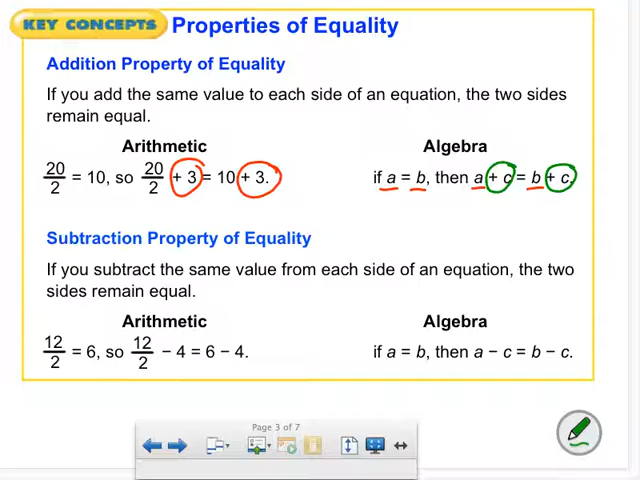 KEY CONCEPTS Properties of Equality
Addition Property of Equality
If you add the same value to each side of an equation, the two sides
remain equal.
Arithmetic Algebra
20/2 = 10, so 20/2 + 3 = 10 + 3. if a = b, then a + c = b + c.
Subtraction Property of Equality
If you subtract the same value from each side of an equation, the two
sides remain equal.
Arithmetic Algebra
12/2 = 6, so 12/2 − 4 = 6 − 4. if a = b, then a − c = b − c.
Page 3 of 7